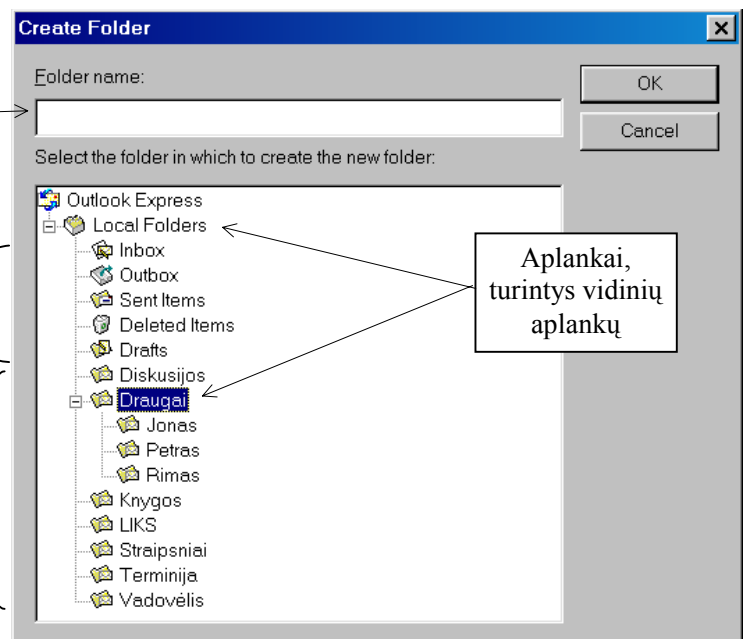 Create Folder
Folder name:
OK
Cancel
Select the folder in which to create the new folder:
Outlook Express
Local Folders
Inbox
Outbox
Sent Items
Deleted Items
Drafts
Diskusijos
Draugai
Jonas
Petras
Rimas
Knygos
LIKS
Straipsniai
Terminija
Vadovėlis
Aplankai,
turintys vidinių
aplankų